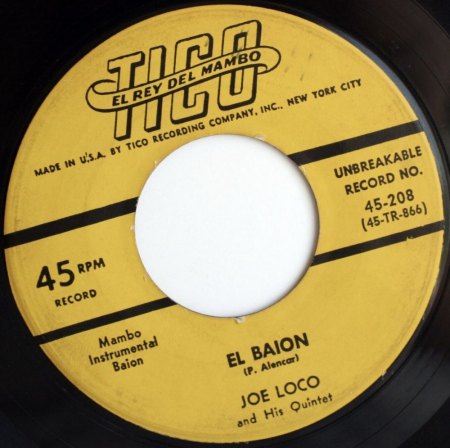 TICO
EL REY DEL MAMBO
MADE IN U.S.A. BY TICO RECORDING COMPANY, INC., NEW YORK CITY
UNBREAKABLE
RECORD NO.
45-208
(45-TR-866)
45 RPM
RECORD
Mambo
Instrumental
Baion
EL BAION
(P. Alencar)
JOE LOCO
and His Quintet